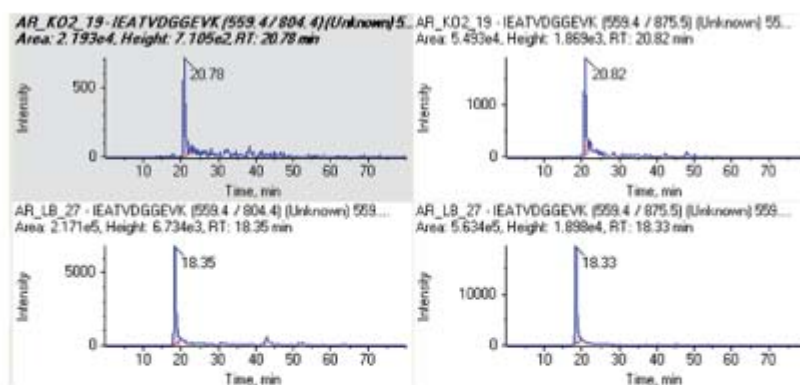 AR_KO2_19 - IEATVDGGEVK (559.4 / 804.4) (Unknown) 5...
Area: 2.193e4, Height: 7.105e2, RT: 20.78 min
20.78
500
0
Intensity
10 20 30 40 50 60 70
Time, min
AR_KO2_19 - IEATVDGGEVK (559.4 / 875.5) (Unknown) 55...
Area: 5.493e4, Height: 1.869e3, RT: 20.82 min
20.82
1000
0
Intensity
10 20 30 40 50 60 70
Time, min
AR_LB_27 - IEATVDGGEVK (559.4 / 804.4) (Unknown) 559....
Area: 2.171e5, Height: 6.734e3, RT: 18.35 min
18.35
5000
0
Intensity
10 20 30 40 50 60 70
Time, min
AR_LB_27 - IEATVDGGEVK (559.4 / 875.5) (Unknown) 559....
Area: 5.634e5, Height: 1.898e4, RT: 18.33 min
18.33
10000
0
Intensity
10 20 30 40 50 60 70
Time, min